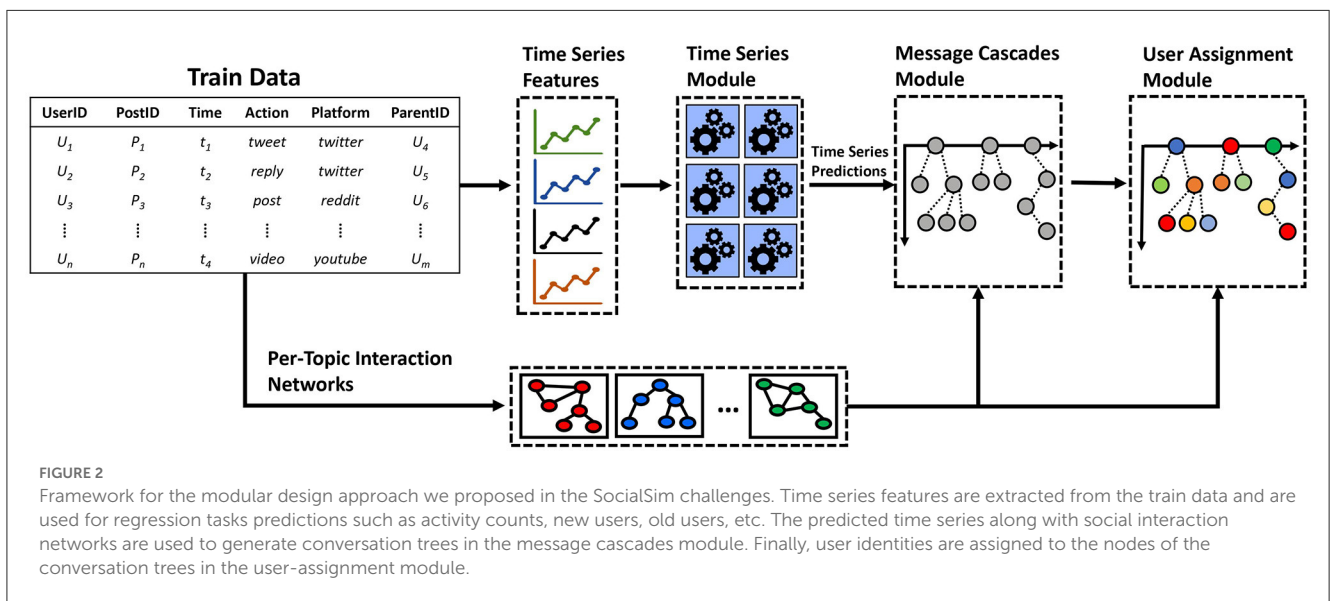 Train Data
UserID PostID Time Action Platform ParentID
U1 P1 t1 tweet twitter U4
U2 P2 t2 reply twitter U5
U3 P3 t3 post reddit U6
⋮ ⋮ ⋮ ⋮ ⋮ ⋮
Un Pn t4 video youtube Um
Time Series
Features
Time Series
Module
Time Series
Predictions
Message Cascades
Module
User Assignment
Module
Per-Topic Interaction
Networks
...
FIGURE 2
Framework for the modular design approach we proposed in the SocialSim challenges. Time series features are extracted from the train data and are
used for regression tasks predictions such as activity counts, new users, old users, etc. The predicted time series along with social interaction
networks are used to generate conversation trees in the message cascades module. Finally, user identities are assigned to the nodes of the
conversation trees in the user-assignment module.